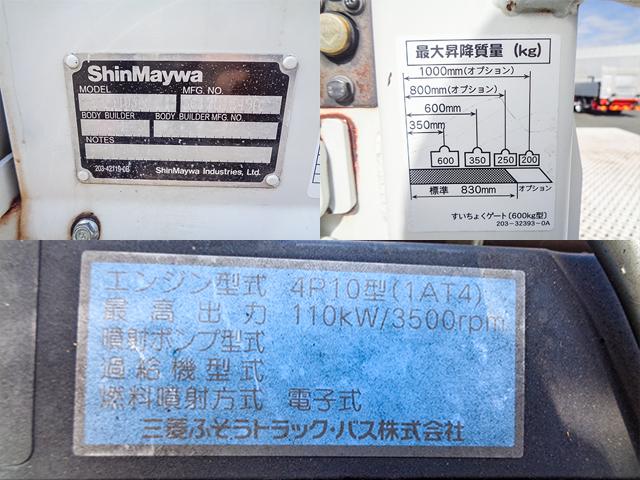 ShinMaywa
MODEL
MFG. NO.
BODY BUILDER
BODY BUILDER MFG. NO.
NOTES
203-42119-0B
ShinMaywa Industries, Ltd.
最大昇降質量 (kg)
1000mm(オプション)
800mm(オプション)
600mm
350mm
600 350 250 200
標準 830mm オプション
すいちょくゲート(600kg型)
203-32393-0A
エンジン型式 4P10型(1AT4)
最高出力 110kW/3500rpm
噴射ポンプ型式
過給機型式
燃料噴射方式 電子式
三菱ふそうトラック・バス株式会社